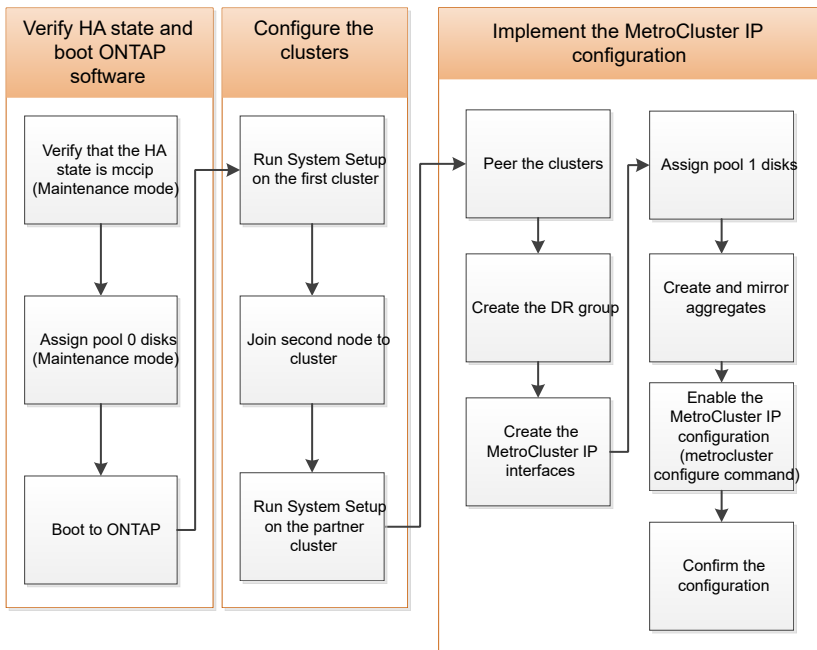 Verify HA state and
boot ONTAP
software
Verify that the HA
state is mccip
(Maintenance mode)
Assign pool 0 disks
(Maintenance mode)
Boot to ONTAP
Configure the
clusters
Run System Setup
on the first cluster
Join second node to
cluster
Run System Setup
on the partner
cluster
Implement the MetroCluster IP
configuration
Peer the clusters
Create the DR group
Create the
MetroCluster IP
interfaces
Assign pool 1 disks
Create and mirror
aggregates
Enable the
MetroCluster IP
configuration
(metrocluster
configure command)
Confirm the
configuration